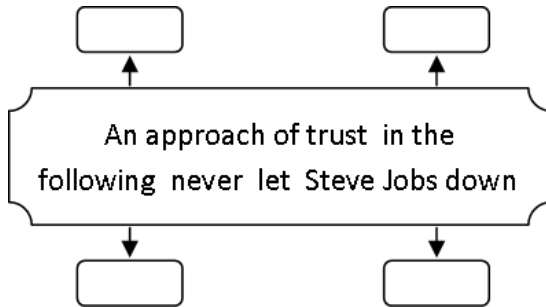 An approach of trust in the
following never let Steve Jobs down